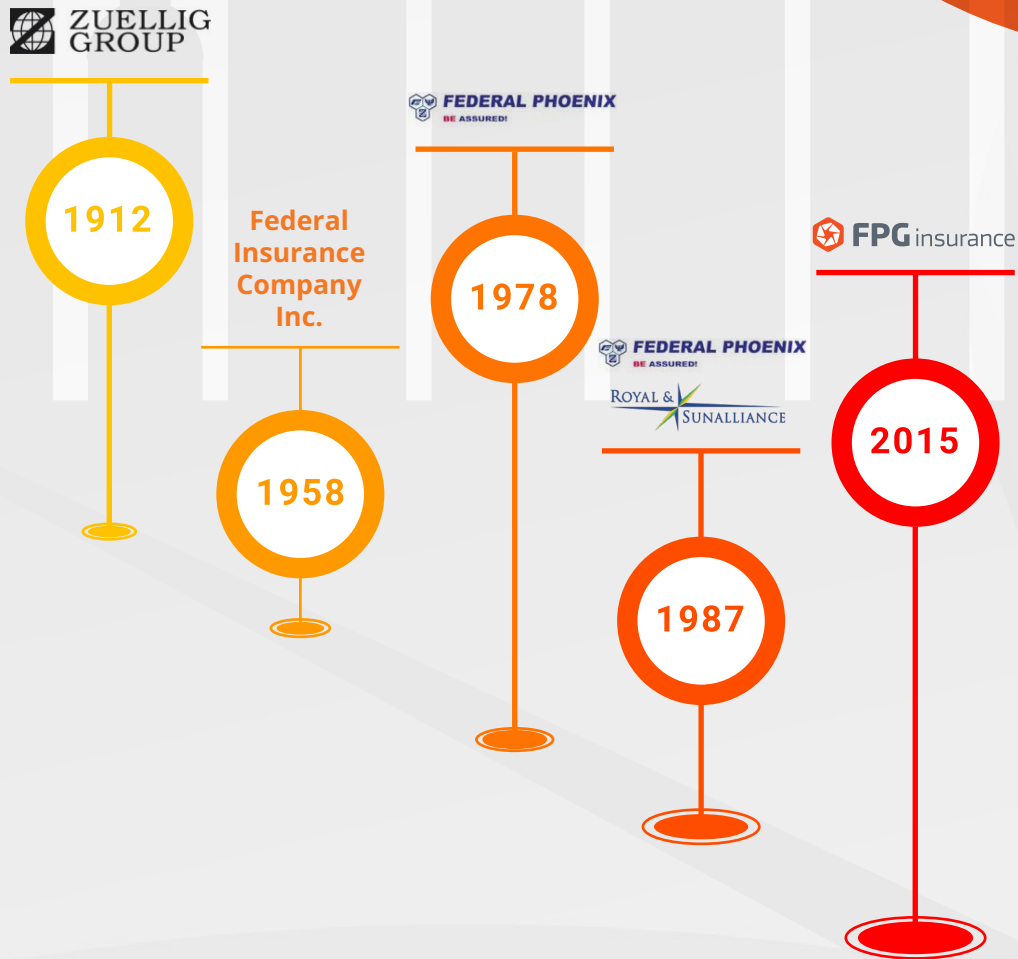 ZUELLIG
GROUP
1912
Federal
Insurance
Company
Inc.
1958
FEDERAL PHOENIX
BE ASSURED!
1978
FEDERAL PHOENIX
BE ASSURED!
ROYAL &
SUNALLIANCE
1987
FPG insurance
2015